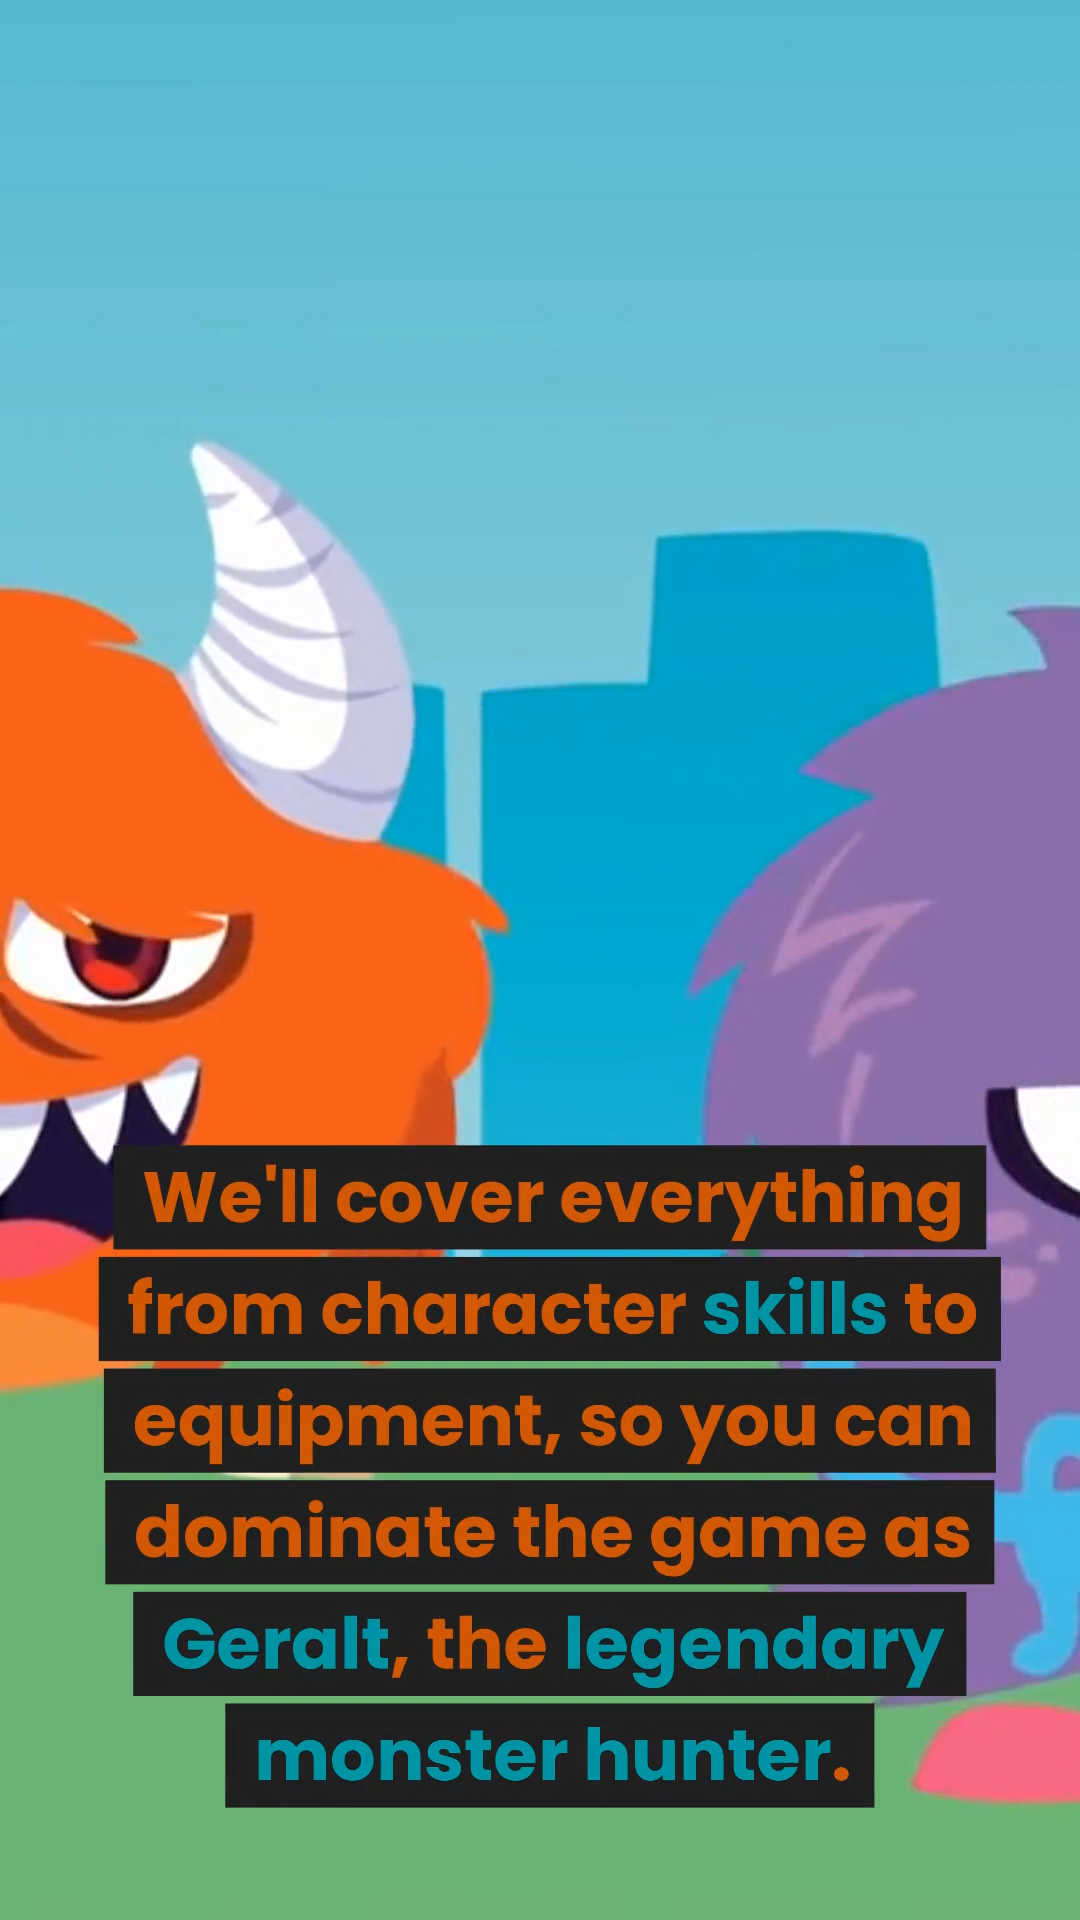 We'll cover everything
from character skills to
equipment, so you can
dominate the game as
Geralt, the legendary
monster hunter.